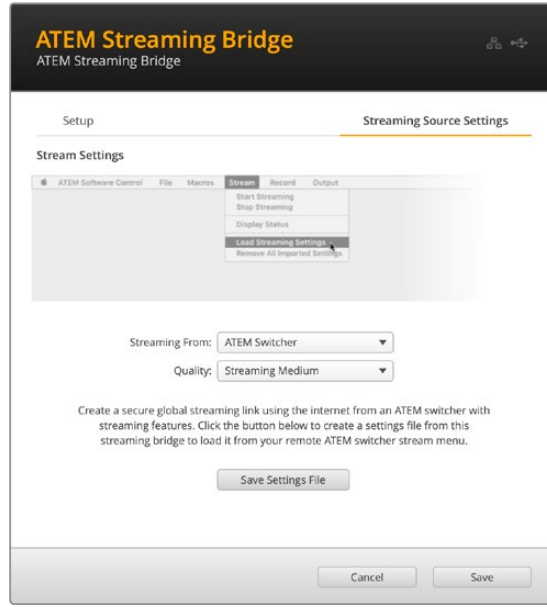 ATEM Streaming Bridge
ATEM Streaming Bridge
Setup
Streaming Source Settings
Stream Settings
ATEM Software Control File Macros Stream Record Output
Start Streaming
Stop Streaming
Display Status
Load Streaming Settings
Remove All Imported Settings
Streaming From: ATEM Switcher
Quality: Streaming Medium
Create a secure global streaming link using the internet from an ATEM switcher with
streaming features. Click the button below to create a settings file from this
streaming bridge to load it from your remote ATEM switcher stream menu.
Save Settings File
Cancel
Save